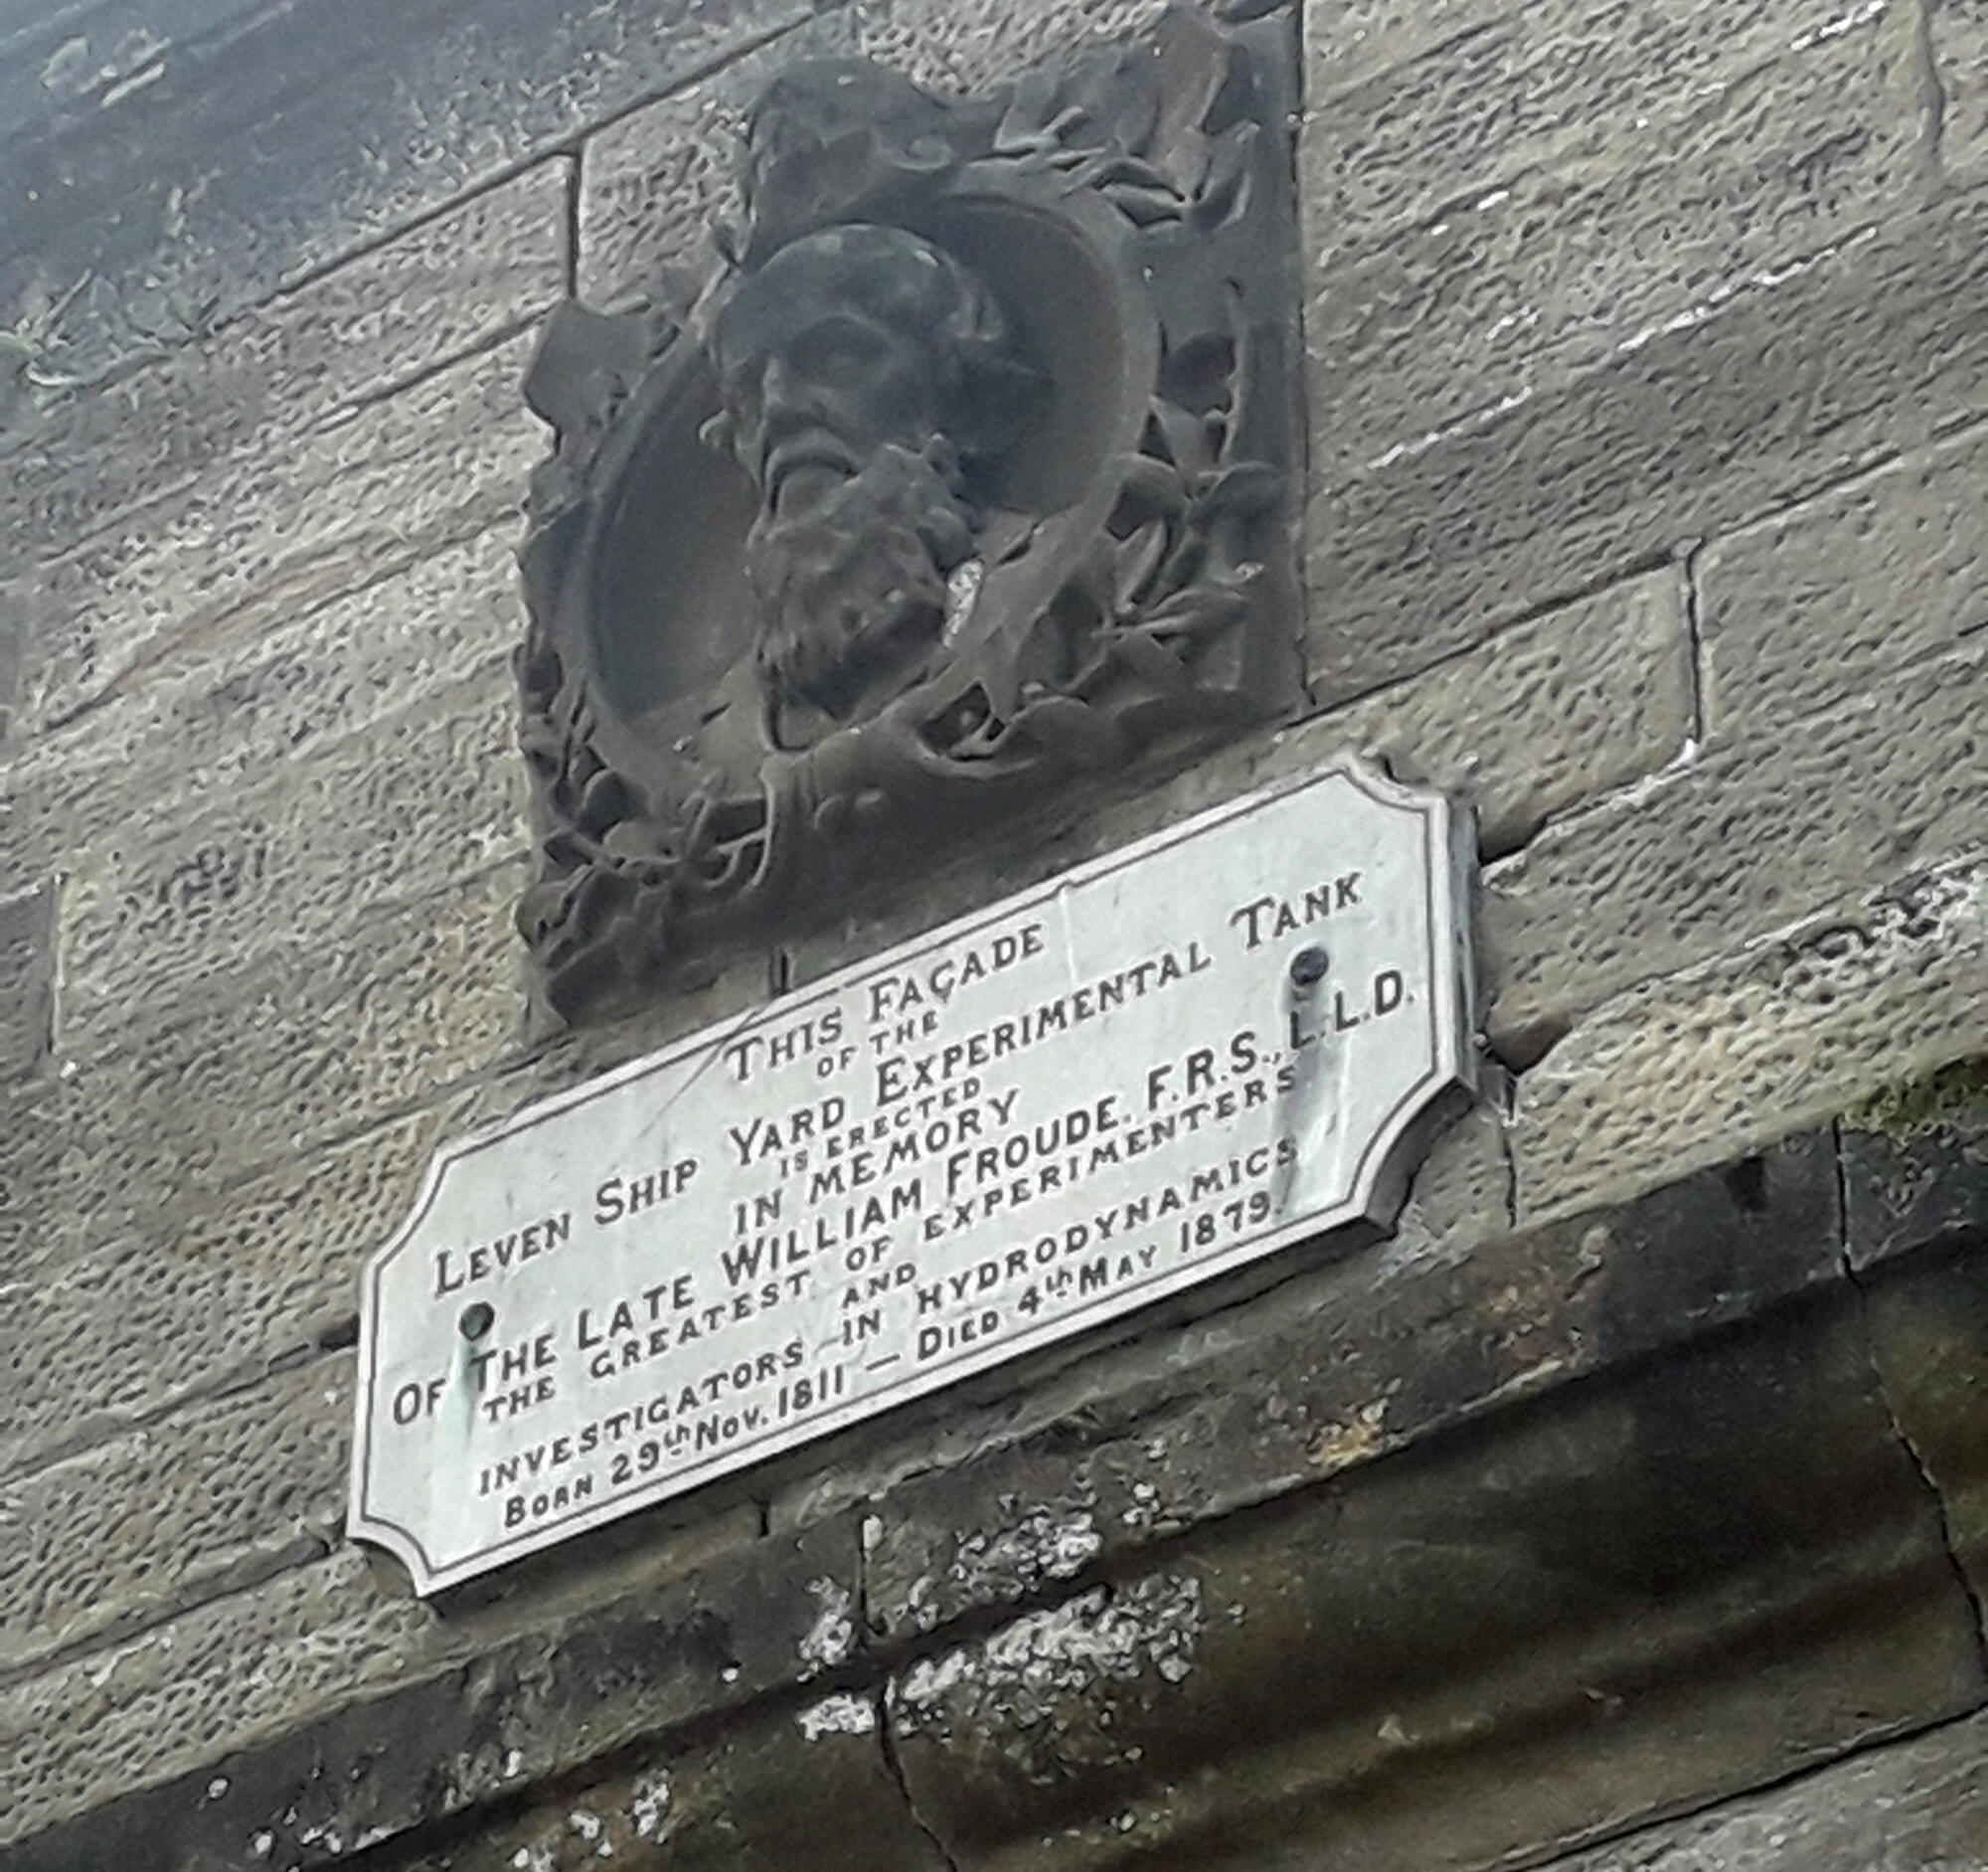 THIS FAÇADE
OF THE
LEVEN SHIP YARD EXPERIMENTAL TANK
IS ERECTED
IN MEMORY
OF THE LATE WILLIAM FROUDE. F.R.S., L.L.D.
THE GREATEST OF EXPERIMENTERS
AND
INVESTIGATORS IN HYDRODYNAMICS
BORN 29th NOV. 1811 — DIED 4th MAY 1879.